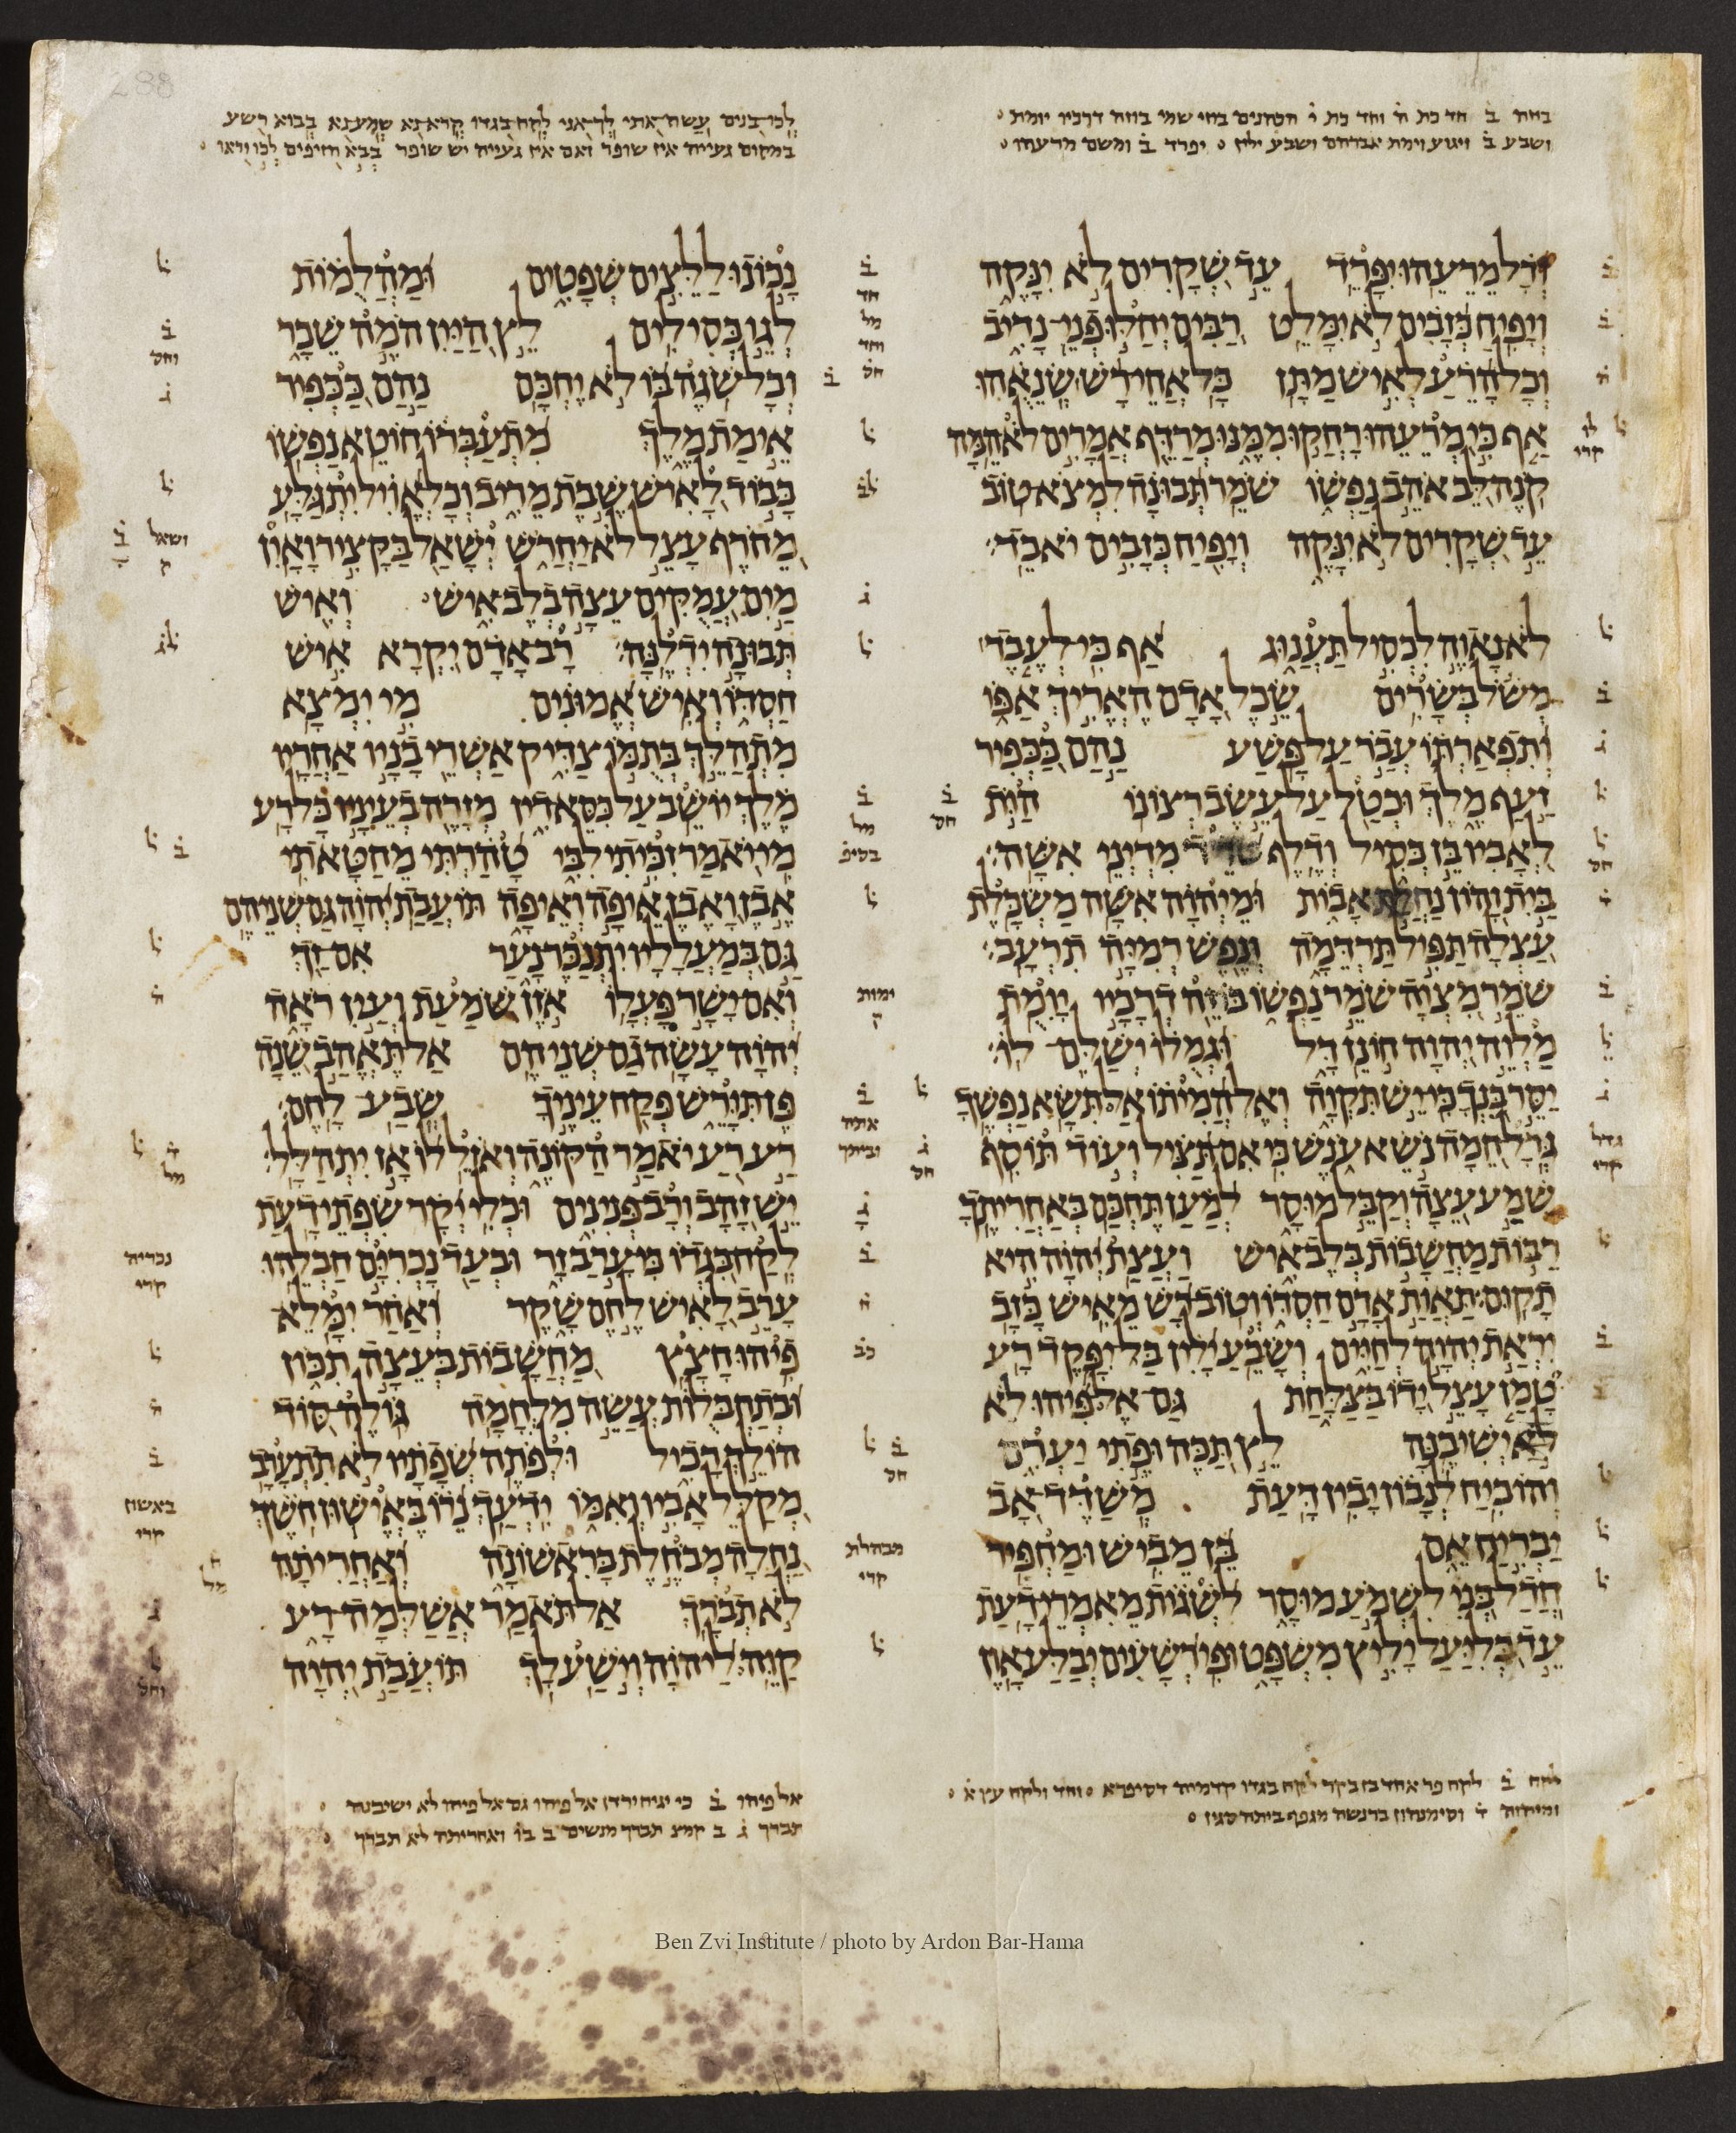 בחזה ב חד כת ה וחד כת י הכהנים בחי שמי בוזה דרכיו יומת
ושבע ב ויגוע וימת אברהם ושבע ילין יפרד ב ומשם מרעהו
ודל מרעהו יפרד עד שקרים לא ינקה
ויפיח כזבים לא ימלט רבים יחלו פני נדיב
וכל הרע לאיש מתן כל אחי רש שנאהו
אף כי מרעהו רחקו ממנו מרדף אמרים לא המה
קנה לב אהב נפשו שמר תבונה למצא טוב
עד שקרים לא ינקה ויפיח כזבים יאבד
לא נאוה לכסיל תענוג אף כי לעבד
משל בשרים שכל אדם האריך אפו
ותפארתו עבר על פשע נהם ככפיר
זעף מלך וכטל על עשב רצונו הות
לאביו בן כסיל ודלף טרד מדיני אשה
בית והון נחלת אבות ומיהוה אשה משכלת
עצלה תפיל תרדמה ונפש רמיה תרעב
שמר מצוה שמר נפשו בוזה דרכיו יומת
מלוה יהוה חונן דל וגמלו ישלם לו
יסר בנך כי יש תקוה ואל המיתו אל תשא נפשך
גרל חמה נשא ענש כי אם תציל ועוד תוסף
שמע עצה וקבל מוסר למען תחכם באחריתך
רבות מחשבות בלב איש ועצת יהוה היא
תקום תאות אדם חסדו וטוב רש מאיש כזב
יראת יהוה לחיים ושבע ילין בל יפקד רע
טמן עצל ידו בצלחת גם אל פיהו לא
ישיבנה לץ תכה ופתי יערם
והוכיח לנבון יבין דעת משדד אב
יבריח אם בן מביש ומחפיר
חדל בני לשמע מוסר לשגות מאמרי דעת
עד בליעל יליץ משפט ופי רשעים יבלע און
לכו בנים עשה אתי לך אני לקח בגדו קראתא שמענא בבוא רשע
במקום געייה אין שופר ואם אין געייה יש שופר בבא הזיפים לכו וראו
נכונו ללצים שפטים ומהלמות
לגו כסילים לץ היין המה שכר
וכל שגה בו לא יחכם נהם ככפיר
אימת מלך מתעברו חוטא נפשו
כבוד לאיש שבת מריב וכל אויל יתגלע
מחרף עצל לא יחרש ישאל בקציר ואין
מים עמקים עצה בלב איש ואיש
תבונה ידלנה רב אדם יקרא איש
חסדו ואיש אמונים מי ימצא
מתהלך בתמו צדיק אשרי בניו אחריו
מלך יושב על כסא דין מזרה בעיניו כל רע
מי יאמר זכיתי לבי טהרתי מחטאתי
אבן ואבן איפה ואיפה תועבת יהוה גם שניהם
גם במעלליו יתנכר נער אם זך
ואם ישר פעלו אזן שמעת ועין ראה
יהוה עשה גם שניהם אל תאהב שנה
פן תורש פקח עיניך שבע לחם
רע רע יאמר הקונה ואזל לו אז יתהלל
יש זהב ורב פנינים וכלי יקר שפתי דעת
לקח בגדו כי ערב זר ובעד נכרים חבלהו
ערב לאיש לחם שקר ואחר ימלא
פיהו חצץ מחשבות בעצה תכון
ובתחבלות עשה מלחמה גולה סוד
הולך רכיל ולפתה שפתיו לא תתערב
מקלל אביו ואמו ידעך נרו באישון חשך
נחלה מבחלת בראשונה ואחריתה
לא תברך אל תאמר אשלמה רע
קוה ליהוה וישע לך תועבת יהוה
לקח ב לקח פר אחד בן בקר לקח בגדו קדמיה דסיפרא וחד ולקח עץ א
ומיהוה ד
אל פיהו ב כי יגיח ירדן אל פיהו גם אל פיהו לא ישיבנה
תברך ג ב קמצ תברך מנשים ב בו ואחריתה לא תברך
Ben Zvi Institute / photo by Ardon Bar-Hama